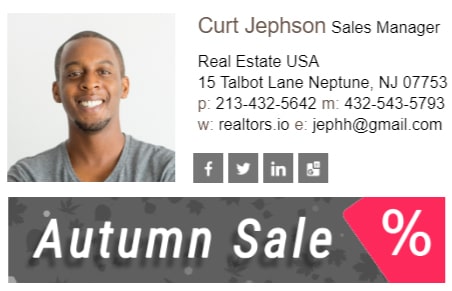 Curt Jephson Sales Manager
Real Estate USA
15 Talbot Lane Neptune, NJ 07753
p: 213-432-5642 m: 432-543-5793
w: realtors.io e: jephh@gmail.com
f in
Autumn Sale %